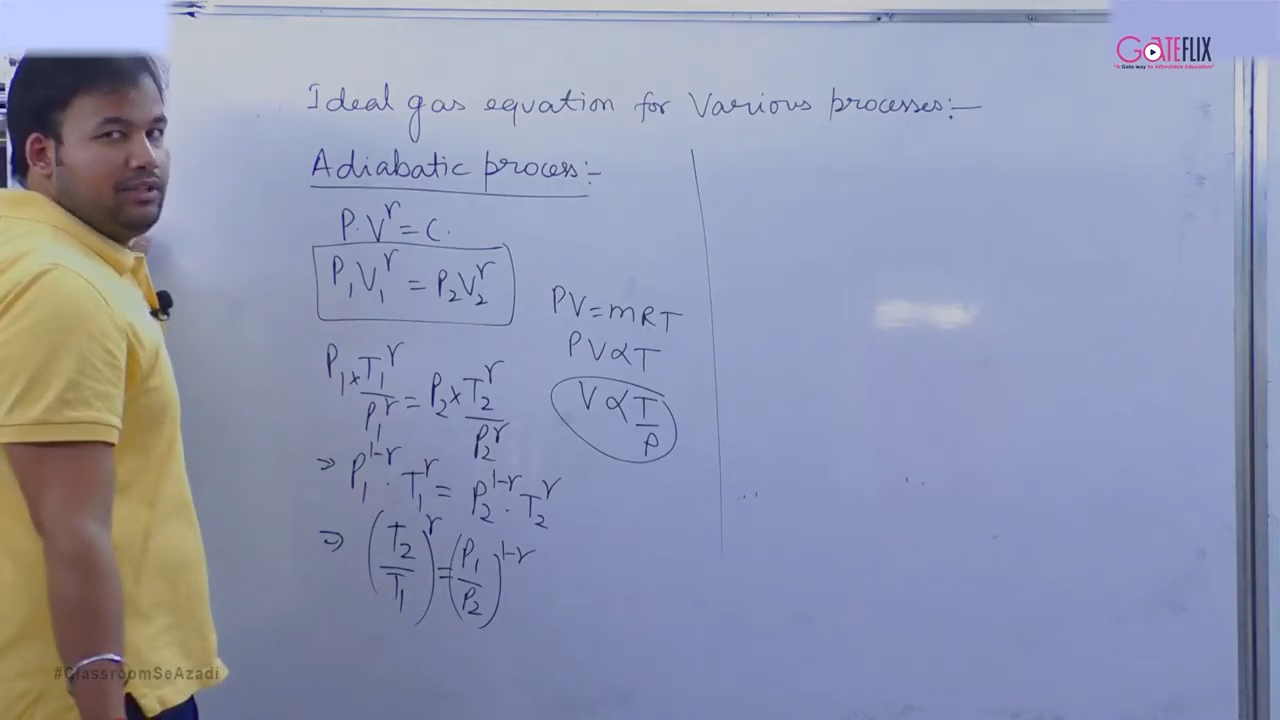 GATEFLIX
"A Gate way to Affordable Education"
Ideal gas equation for Various processes:-
Adiabatic process:-
P.V^γ = C.
P₁V₁^γ = P₂V₂^γ
P₁ × T₁^γ/P₁^γ = P₂ × T₂^γ/P₂^γ
⇒ P₁^1-γ . T₁^γ = P₂^1-γ . T₂^γ
⇒ (T₂/T₁)^γ = (P₁/P₂)^1-γ
PV = mRT
PV ∝ T
V ∝ T/P
#ClassroomSeAzadi